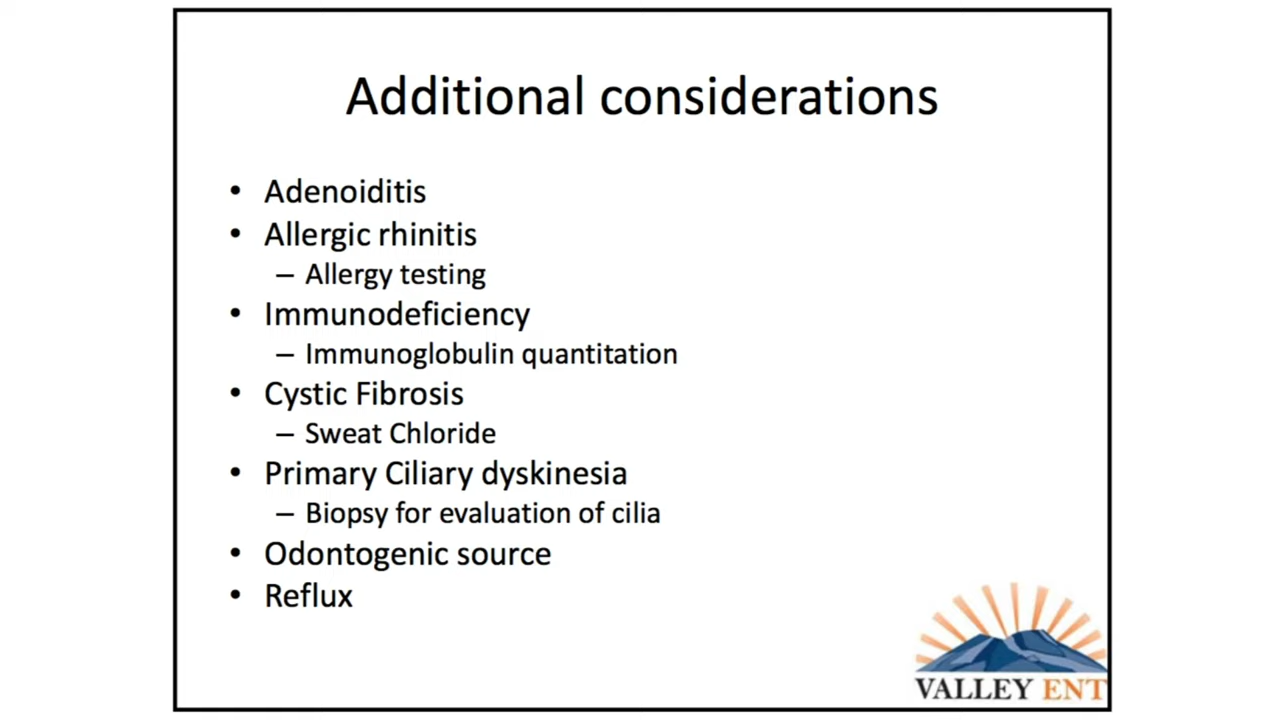 Additional considerations
• Adenoiditis
• Allergic rhinitis
– Allergy testing
• Immunodeficiency
– Immunoglobulin quantitation
• Cystic Fibrosis
– Sweat Chloride
• Primary Ciliary dyskinesia
– Biopsy for evaluation of cilia
• Odontogenic source
• Reflux
VALLEY ENT